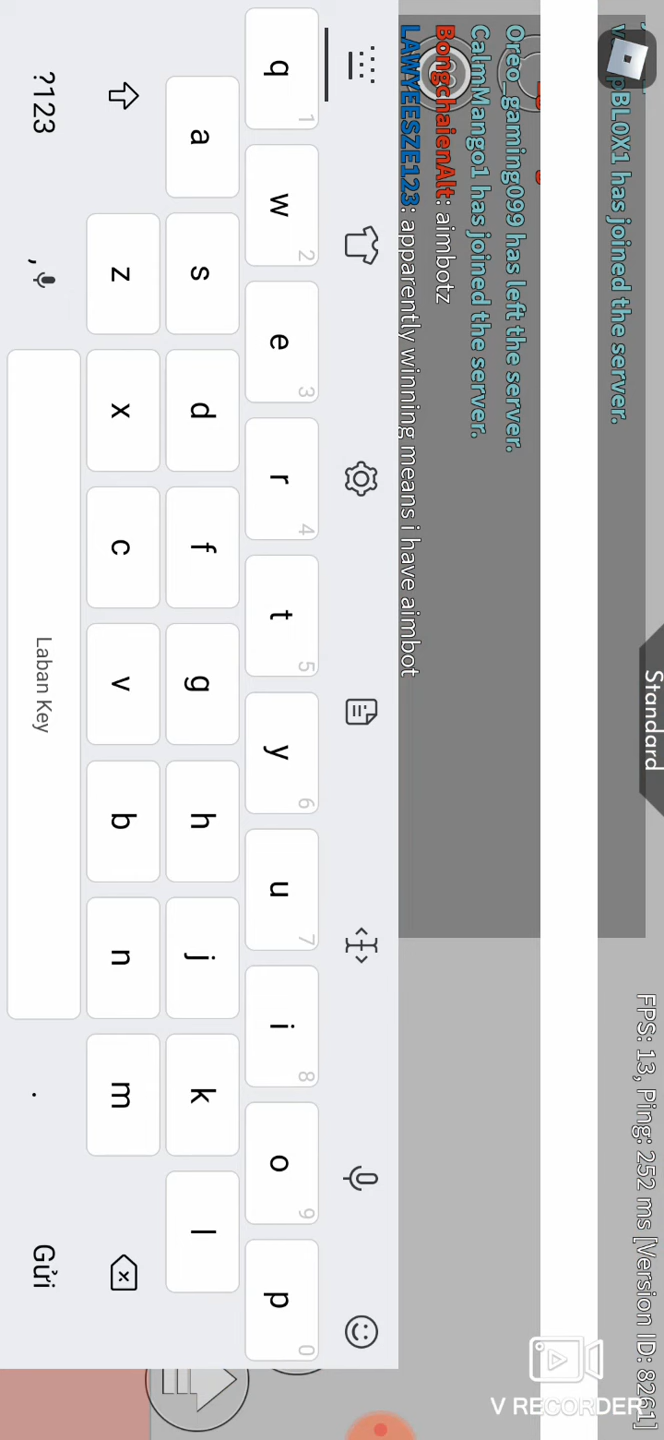 BL0X1 has joined the server.
Oreo_gaming099 has left the server.
CalmMango1 has joined the server.
BongchaienAlt: aimbotz
LAWYEESZE123: apparently winning means i have aimbot
Standard
FPS: 13, Ping: 252 ms [Version ID: 8261]
q 1 w 2 e 3 r 4 t 5 y 6 u 7 i 8 o 9 p 0
a s d f g h j k l
z x c v b n m
?123 , Laban Key . Gửi
V RECORDER